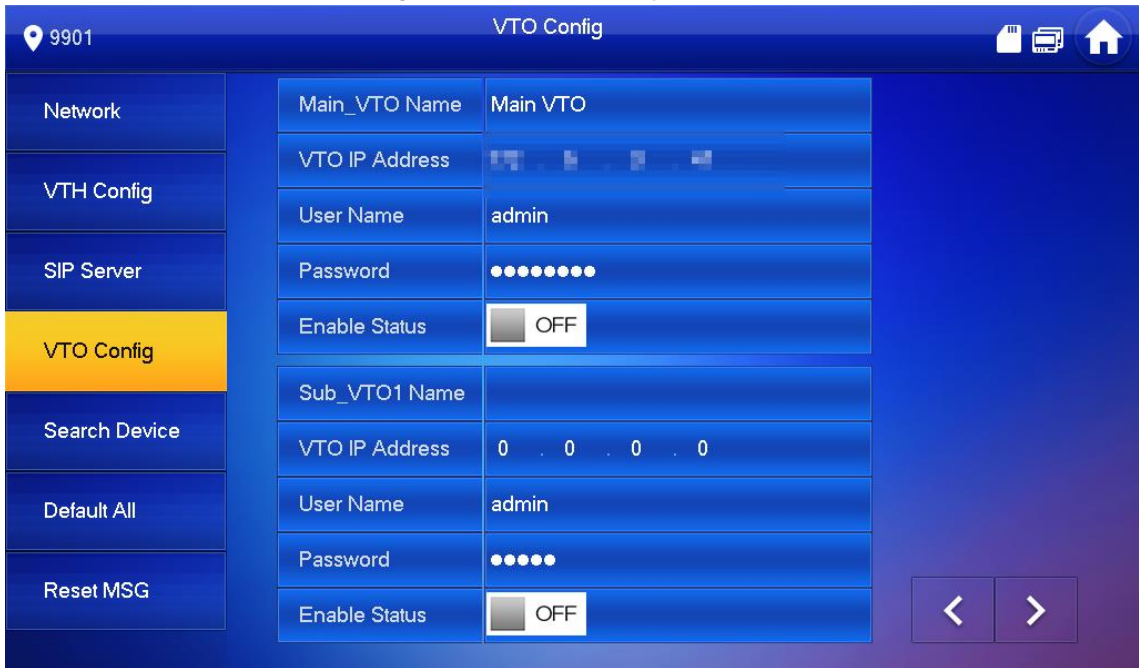 9901
VTO Config
Network
VTH Config
SIP Server
VTO Config
Search Device
Default All
Reset MSG
Main_VTO Name Main VTO
VTO IP Address
User Name admin
Password ●●●●●●●●
Enable Status OFF
Sub_VTO1 Name
VTO IP Address 0 . 0 . 0 . 0
User Name admin
Password ●●●●●
Enable Status OFF